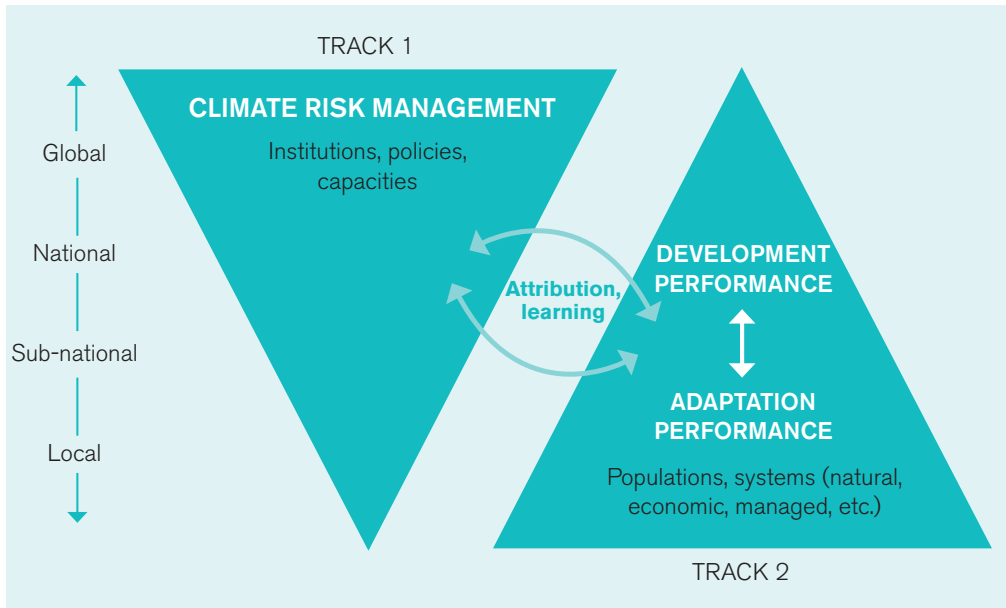 TRACK 1
CLIMATE RISK MANAGEMENT
Institutions, policies,
capacities
Global
National
Sub-national
Local
Attribution,
learning
DEVELOPMENT
PERFORMANCE
ADAPTATION
PERFORMANCE
Populations, systems (natural,
economic, managed, etc.)
TRACK 2